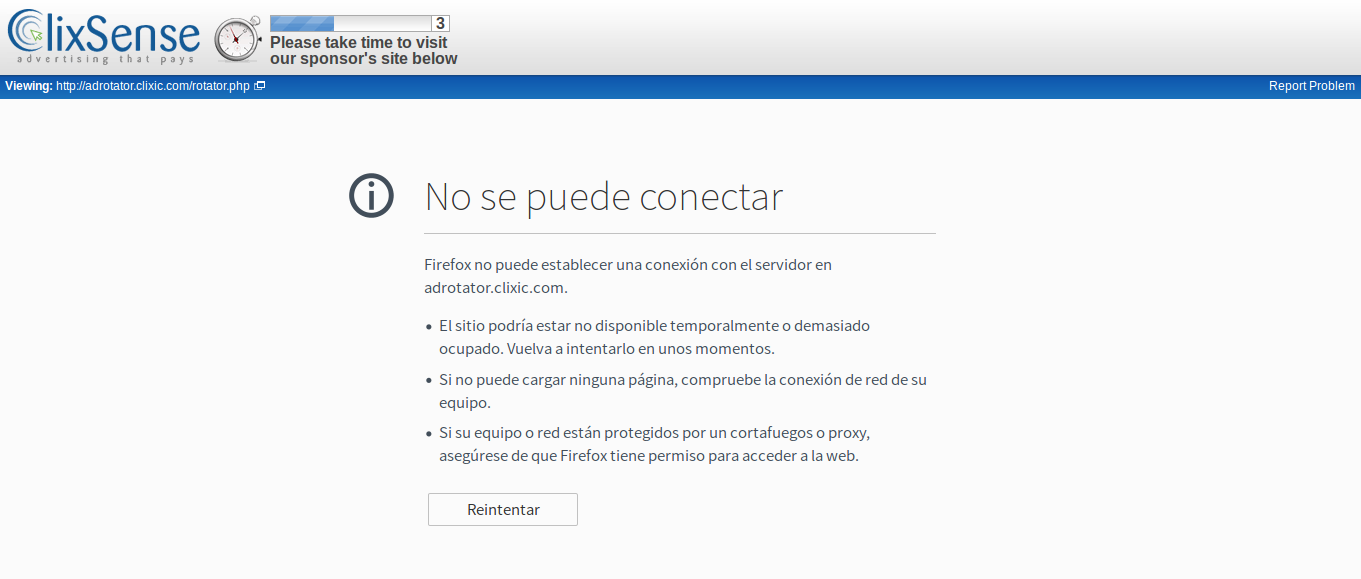 ClixSense
advertising that pays
3
Please take time to visit
our sponsor's site below
Viewing: http://adrotator.clixic.com/rotator.php
Report Problem
No se puede conectar
Firefox no puede establecer una conexión con el servidor en
adrotator.clixic.com.
• El sitio podría estar no disponible temporalmente o demasiado
ocupado. Vuelva a intentarlo en unos momentos.
• Si no puede cargar ninguna página, compruebe la conexión de red de su
equipo.
• Si su equipo o red están protegidos por un cortafuegos o proxy,
asegúrese de que Firefox tiene permiso para acceder a la web.
Reintentar